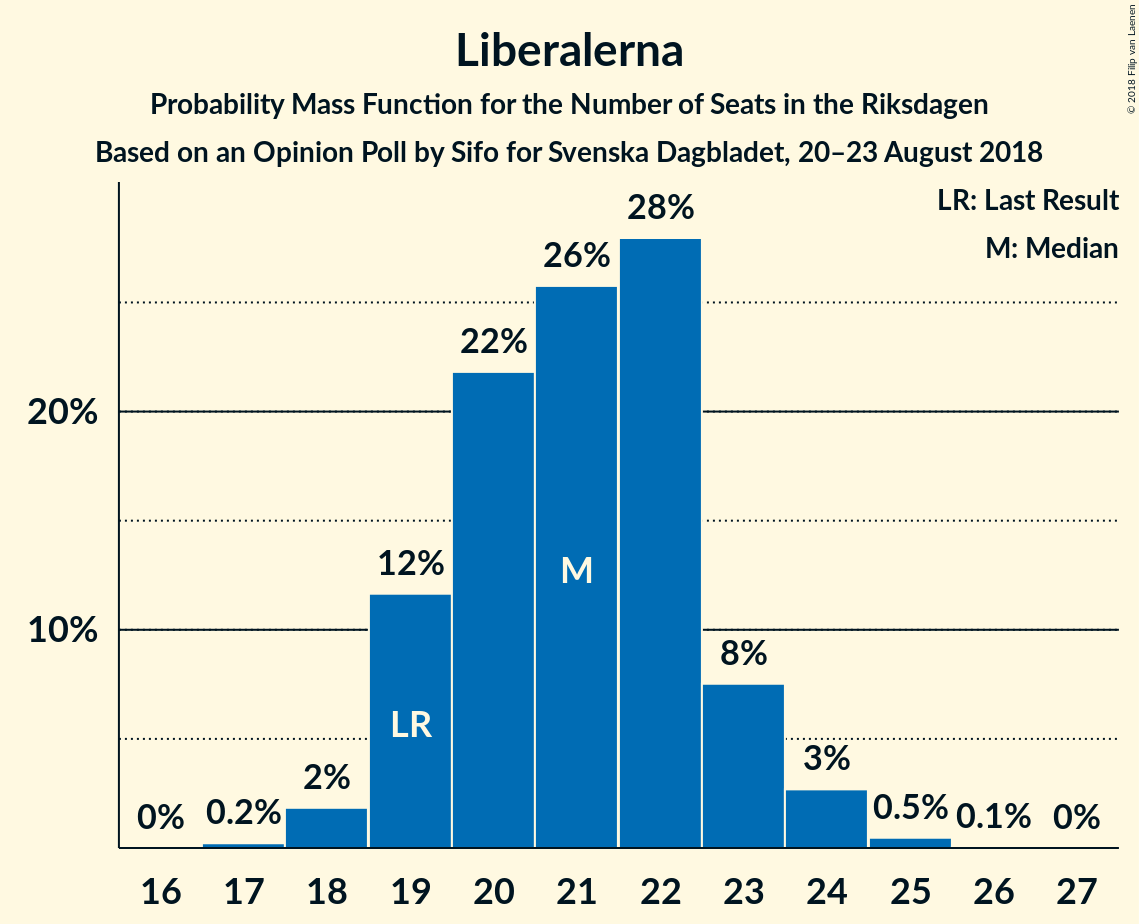 Liberalerna
Probability Mass Function for the Number of Seats in the Riksdagen
Based on an Opinion Poll by Sifo for Svenska Dagbladet, 20–23 August 2018
© 2018 Filip van Laenen
LR: Last Result
M: Median
20%
10%
0%
0.2%
2%
12%
22%
26%
28%
8%
3%
0.5%
0.1%
0%
LR
M
16 17 18 19 20 21 22 23 24 25 26 27